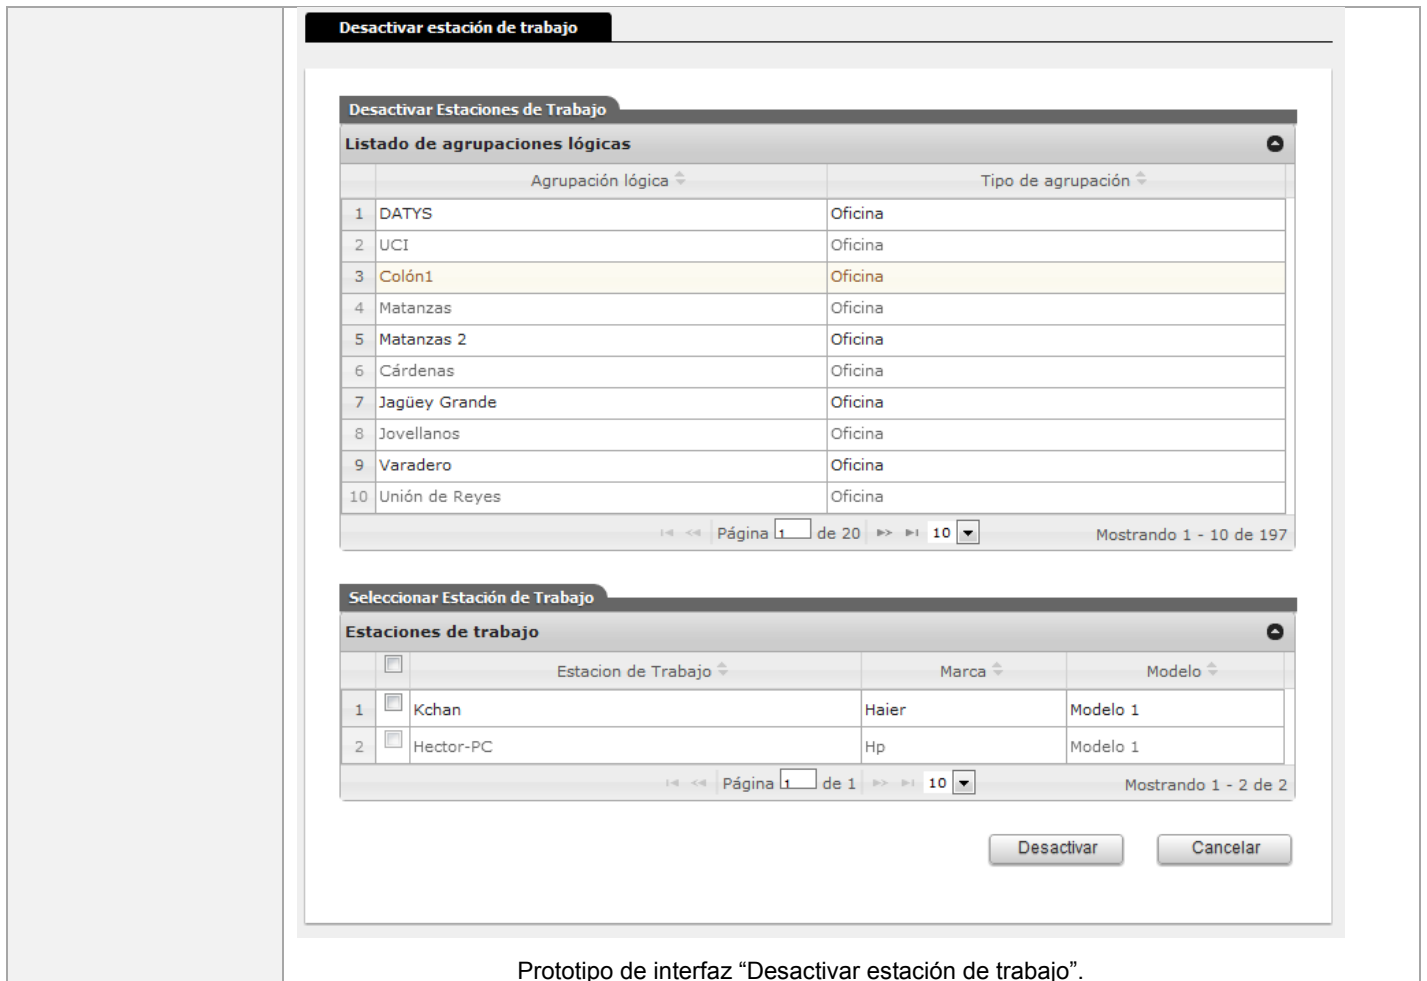 Desactivar estación de trabajo
Desactivar Estaciones de Trabajo
Listado de agrupaciones lógicas
Agrupación lógica Tipo de agrupación
1 DATYS Oficina
2 UCI Oficina
3 Colón1 Oficina
4 Matanzas Oficina
5 Matanzas 2 Oficina
6 Cárdenas Oficina
7 Jagüey Grande Oficina
8 Jovellanos Oficina
9 Varadero Oficina
10 Unión de Reyes Oficina
Página 1 de 20 10 Mostrando 1 - 10 de 197
Seleccionar Estación de Trabajo
Estaciones de trabajo
Estacion de Trabajo Marca Modelo
1 Kchan Haier Modelo 1
2 Hector-PC Hp Modelo 1
Página 1 de 1 10 Mostrando 1 - 2 de 2
Desactivar Cancelar
Prototipo de interfaz “Desactivar estación de trabajo”.